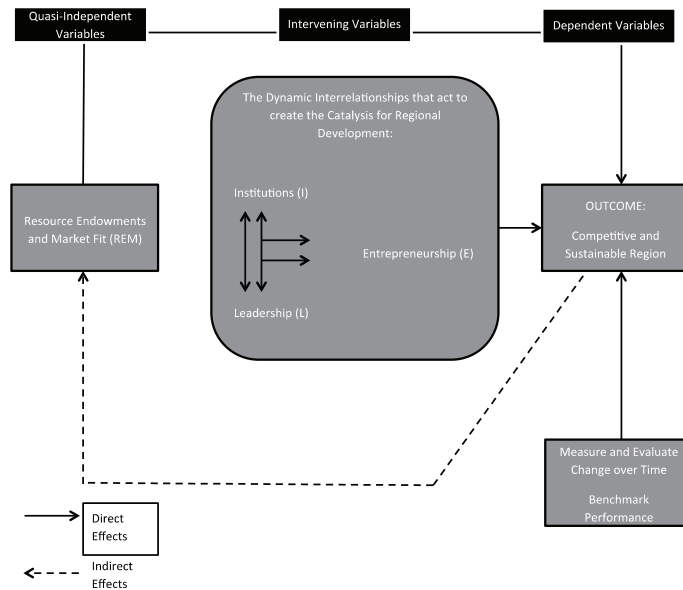 Quasi-Independent
Variables
Intervening Variables
Dependent Variables
The Dynamic Interrelationships that act to
create the Catalysis for Regional
Development:
Institutions (I)
Entrepreneurship (E)
Leadership (L)
Resource Endowments
and Market Fit (REM)
OUTCOME:
Competitive and
Sustainable Region
Measure and Evaluate
Change over Time
Benchmark
Performance
Direct
Effects
Indirect
Effects